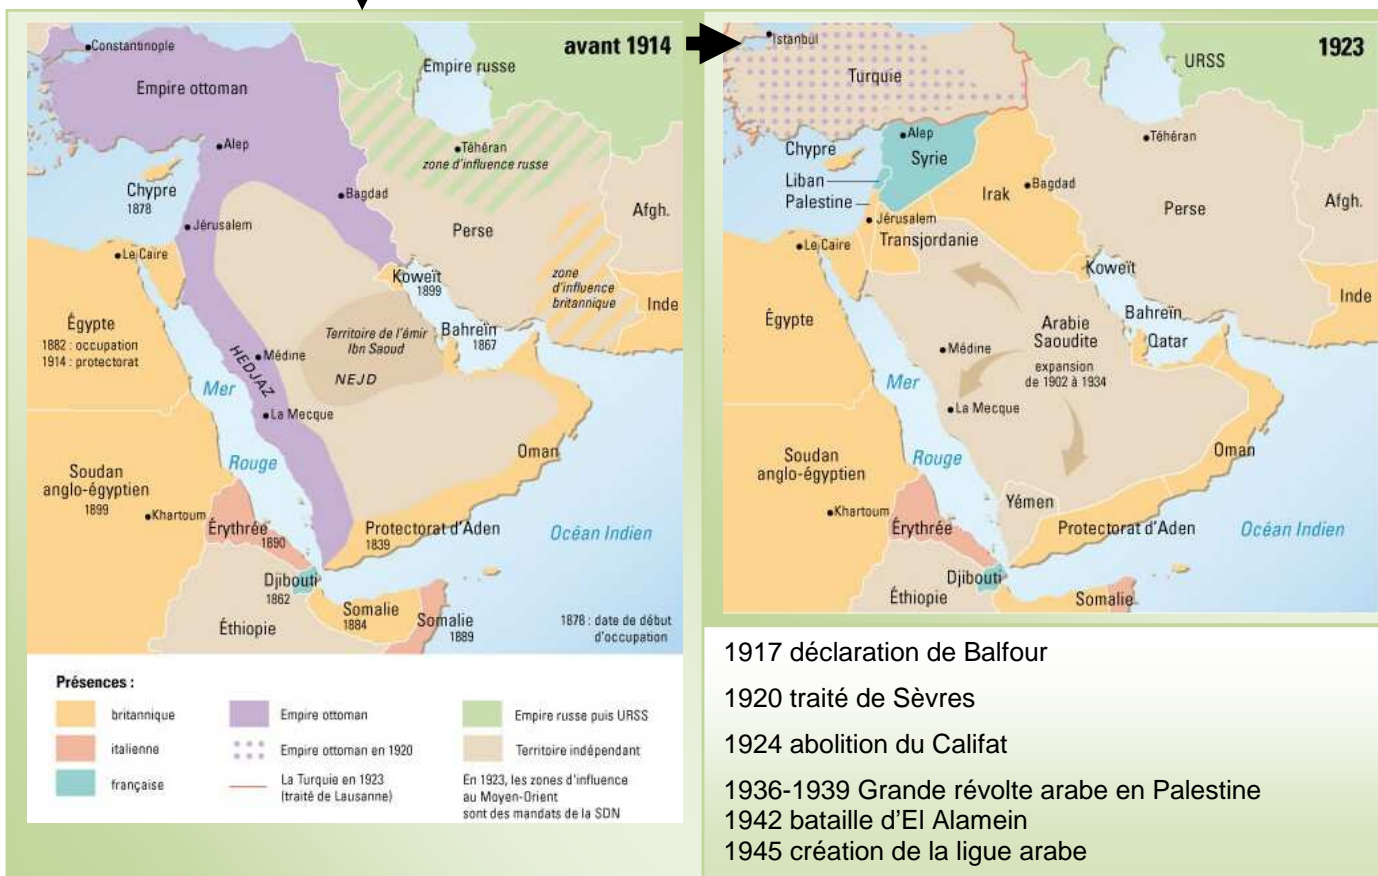 avant 1914
Constantinople
Empire russe
Empire ottoman
Alep
Téhéran
zone d'influence russe
Chypre
1878
Bagdad
Afgh.
Jérusalem
Perse
Le Caire
Koweït
1899
zone
d'influence
britannique
Inde
Égypte
1882 : occupation
1914 : protectorat
Territoire de l'émir
Ibn Saoud
Bahreïn
1867
HEDJAZ
Médine
NEJD
Mer
La Mecque
Rouge
Oman
Soudan
anglo-égyptien
1899
Khartoum
Érythrée
1890
Protectorat d'Aden
1839
Océan Indien
Djibouti
1862
Somalie
1884
Somalie
1889
Éthiopie
1878 : date de début
d'occupation
Présences :
britannique
italienne
française
Empire ottoman
Empire ottoman en 1920
La Turquie en 1923
(traité de Lausanne)
Empire russe puis URSS
Territoire indépendant
En 1923, les zones d'influence
au Moyen-Orient
sont des mandats de la SDN
1923
Istanbul
URSS
Turquie
Alep
Téhéran
Chypre
Syrie
Liban
Palestine
Irak
Bagdad
Perse
Afgh.
Jérusalem
Transjordanie
Le Caire
Koweït
Inde
Égypte
Bahreïn
Qatar
Arabie
Saoudite
expansion
de 1902 à 1934
Médine
Mer
La Mecque
Rouge
Oman
Soudan
anglo-égyptien
Khartoum
Érythrée
Yémen
Protectorat d'Aden
Océan Indien
Djibouti
Éthiopie
Somalie
1917 déclaration de Balfour
1920 traité de Sèvres
1924 abolition du Califat
1936-1939 Grande révolte arabe en Palestine
1942 bataille d'El Alamein
1945 création de la ligue arabe